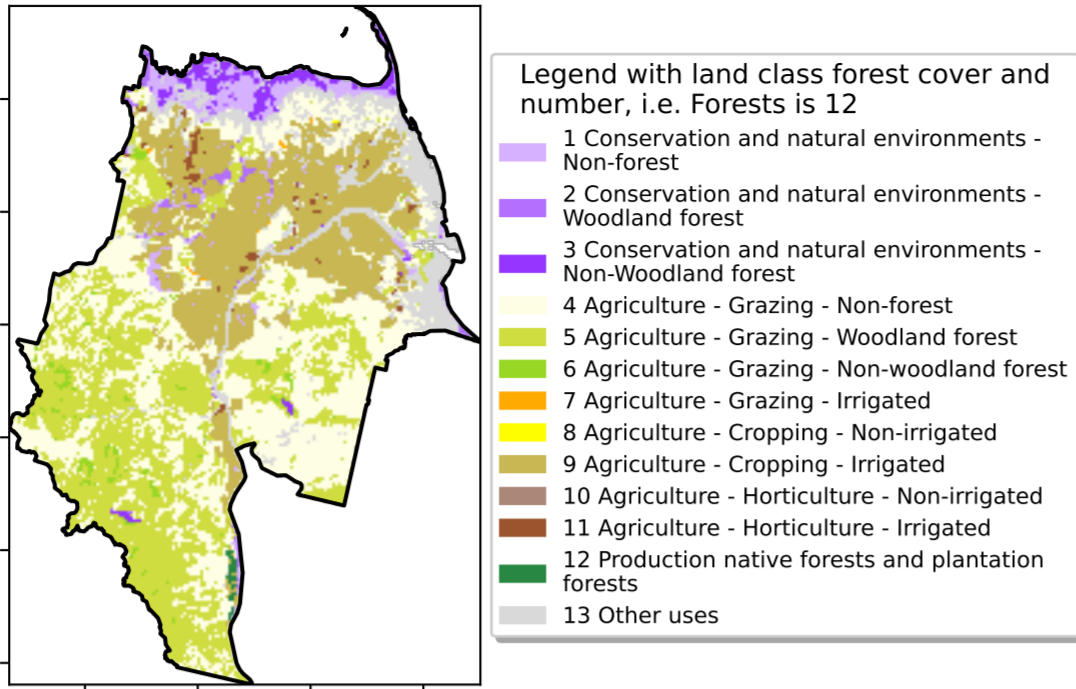 Legend with land class forest cover and
number, i.e. Forests is 12
1 Conservation and natural environments -
Non-forest
2 Conservation and natural environments -
Woodland forest
3 Conservation and natural environments -
Non-Woodland forest
4 Agriculture - Grazing - Non-forest
5 Agriculture - Grazing - Woodland forest
6 Agriculture - Grazing - Non-woodland forest
7 Agriculture - Grazing - Irrigated
8 Agriculture - Cropping - Non-irrigated
9 Agriculture - Cropping - Irrigated
10 Agriculture - Horticulture - Non-irrigated
11 Agriculture - Horticulture - Irrigated
12 Production native forests and plantation
forests
13 Other uses